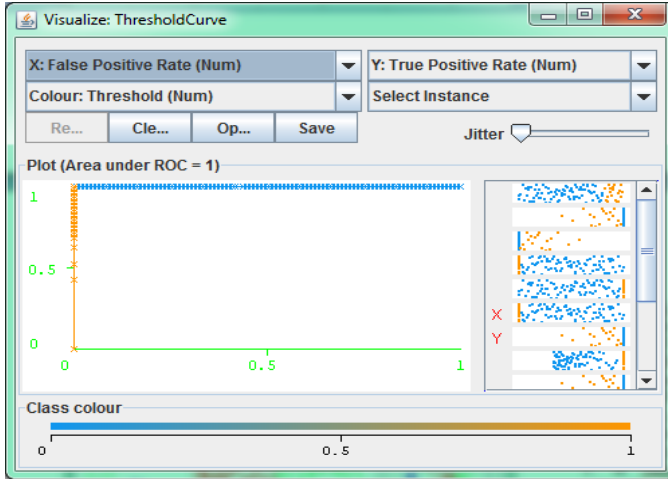 Visualize: ThresholdCurve
X: False Positive Rate (Num)
Y: True Positive Rate (Num)
Colour: Threshold (Num)
Select Instance
Re...
Cle...
Op...
Save
Jitter
Plot (Area under ROC = 1)
1
0.5
0
0
0.5
1
X
Y
Class colour
0
0.5
1